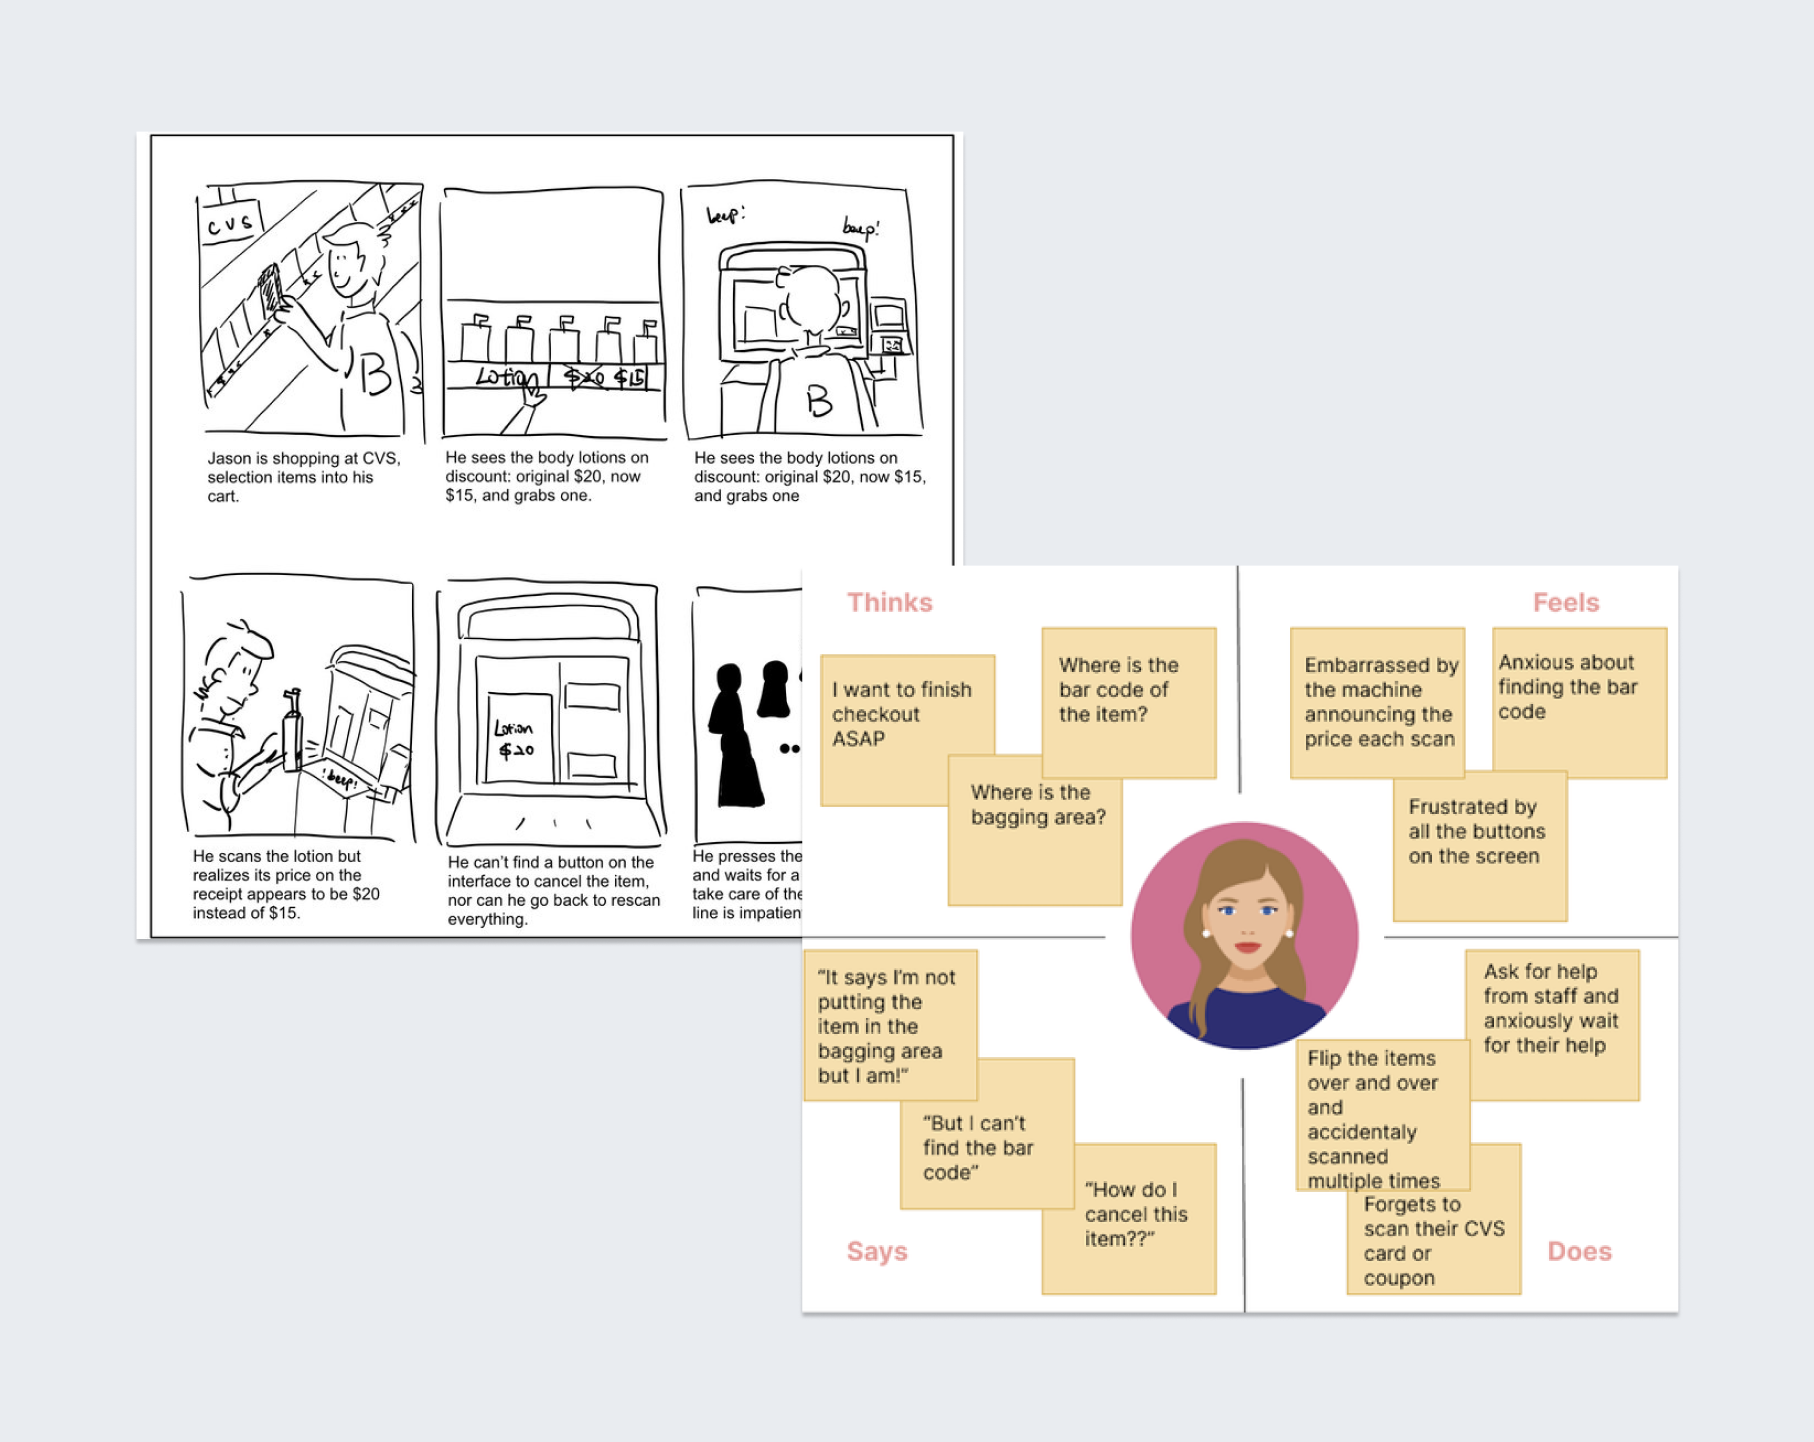 CVS
B
Lotion $20 $15
beep!
beep!
B
Jason is shopping at CVS,
selection items into his
cart.
He sees the body lotions on
discount: original $20, now
$15, and grabs one.
He sees the body lotions on
discount: original $20, now $15,
and grabs one
!beep!
Lotion
$20
He scans the lotion but
realizes its price on the
receipt appears to be $20
instead of $15.
He can't find a button on the
interface to cancel the item,
nor can he go back to rescan
everything.
He presses the
and waits for a
take care of the
line is impatien
Thinks
I want to finish
checkout
ASAP
Where is the
bar code of
the item?
Where is the
bagging area?
Feels
Embarrassed by
the machine
announcing the
price each scan
Anxious about
finding the bar
code
Frustrated by
all the buttons
on the screen
“It says I’m not
putting the
item in the
bagging area
but I am!”
“But I can’t
find the bar
code”
“How do I
cancel this
item??”
Says
Ask for help
from staff and
anxiously wait
for their help
Flip the items
over and over
and
accidentaly
scanned
multiple times
Forgets to
scan their CVS
card or
coupon
Does